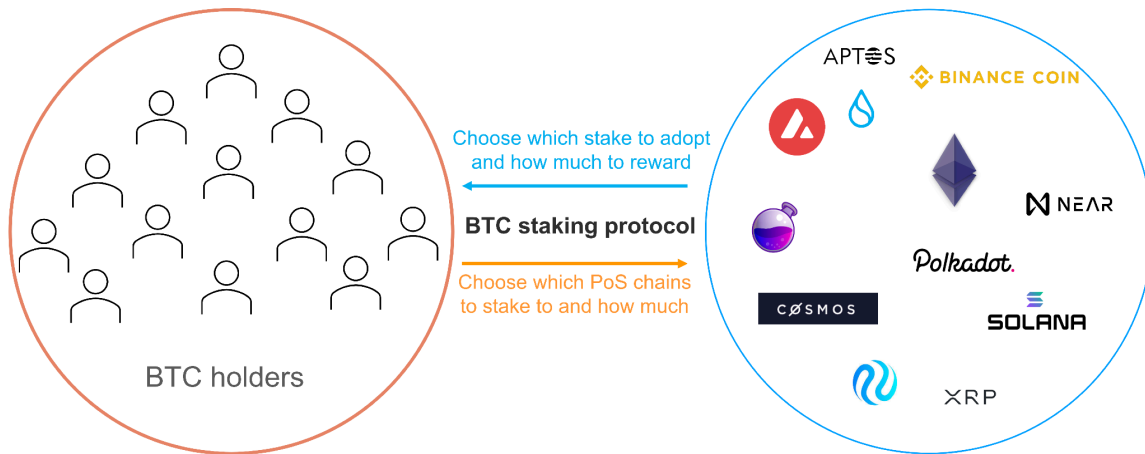 APTOS
BINANCE COIN
Choose which stake to adopt
and how much to reward
BTC staking protocol
Choose which PoS chains
to stake to and how much
NEAR
Polkadot.
COSMOS
SOLANA
XRP
BTC holders